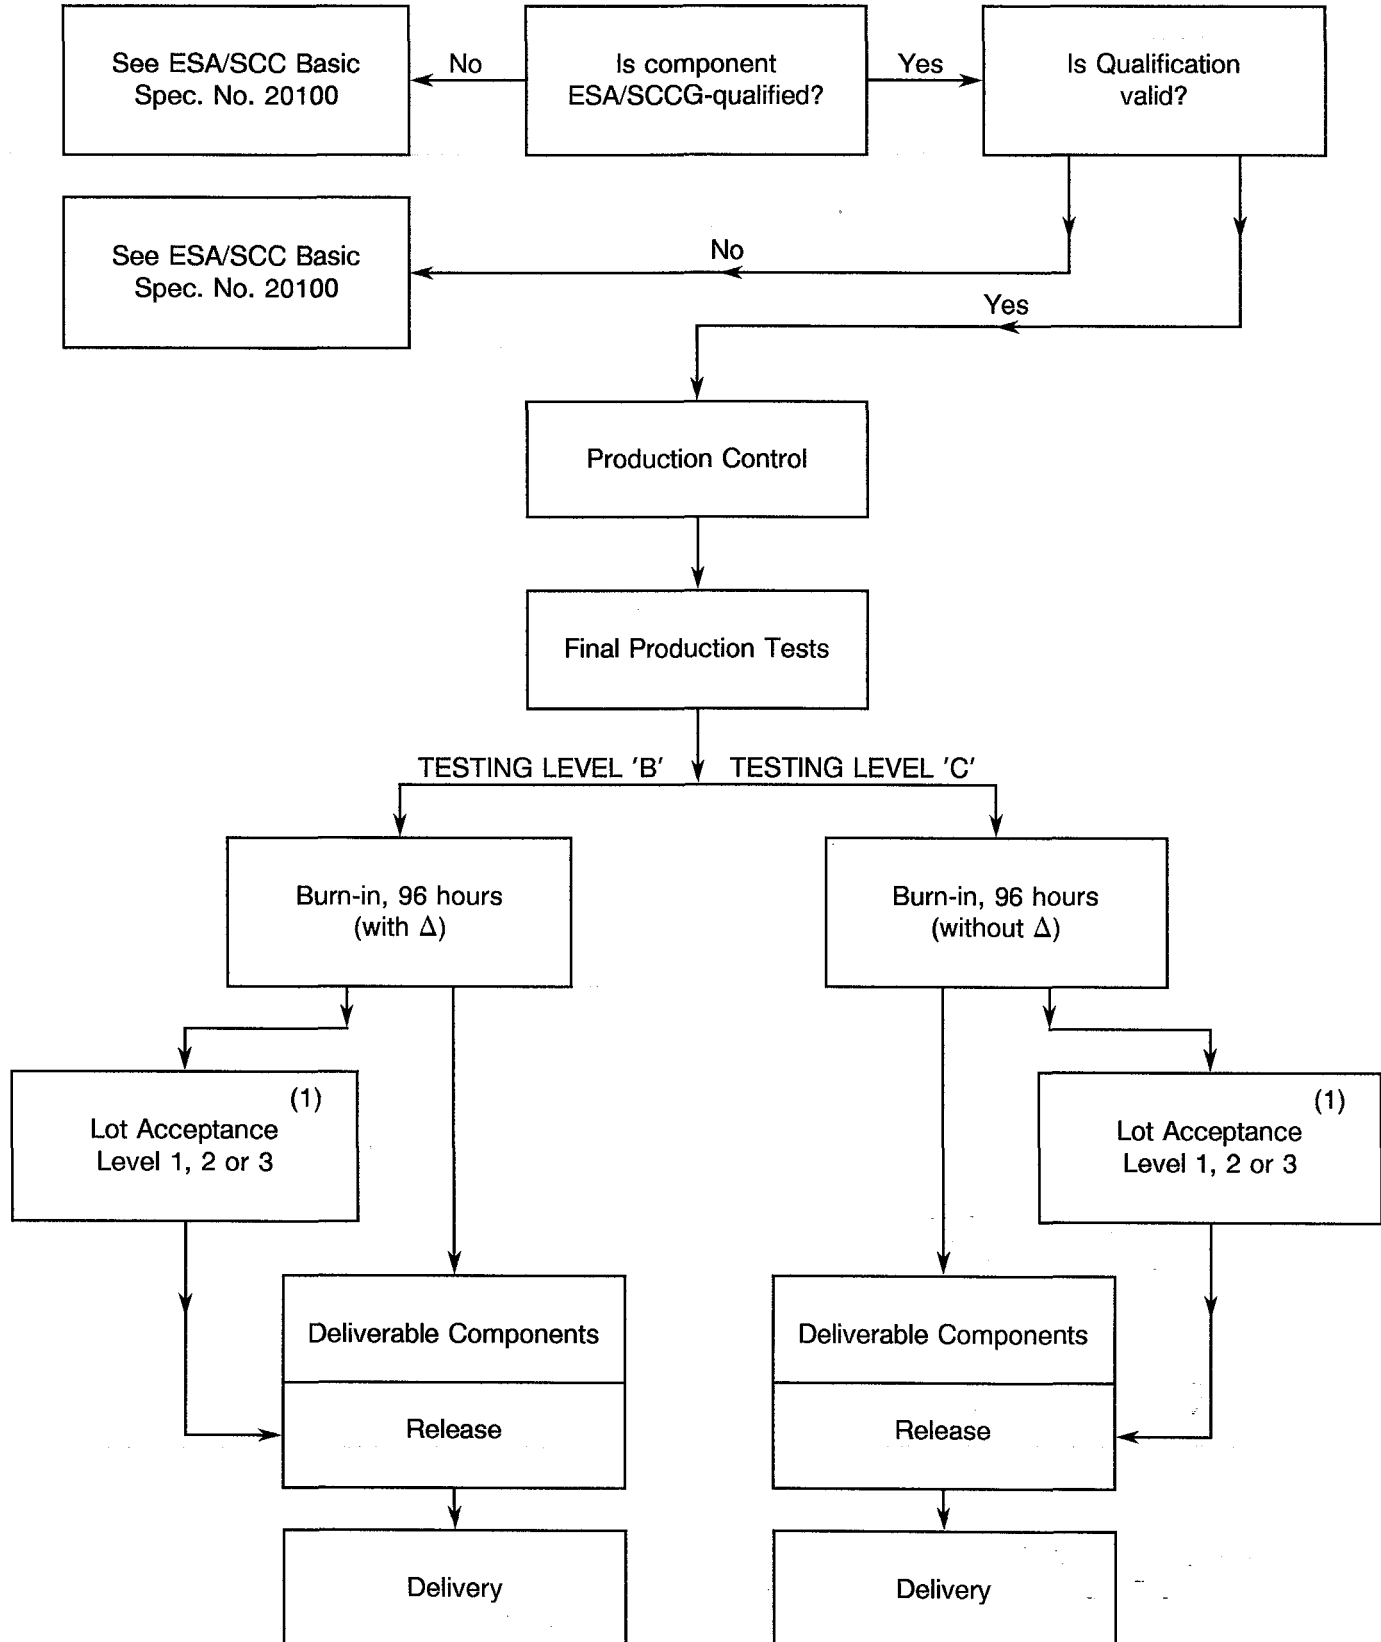 See ESA/SCC Basic
Spec. No. 20100
No
Is component
ESA/SCCG-qualified?
Yes
Is Qualification
valid?
See ESA/SCC Basic
Spec. No. 20100
No
Yes
Production Control
Final Production Tests
TESTING LEVEL 'B'
TESTING LEVEL 'C'
Burn-in, 96 hours
(with Δ)
Burn-in, 96 hours
(without Δ)
(1)
Lot Acceptance
Level 1, 2 or 3
(1)
Lot Acceptance
Level 1, 2 or 3
Deliverable Components
Release
Deliverable Components
Release
Delivery
Delivery